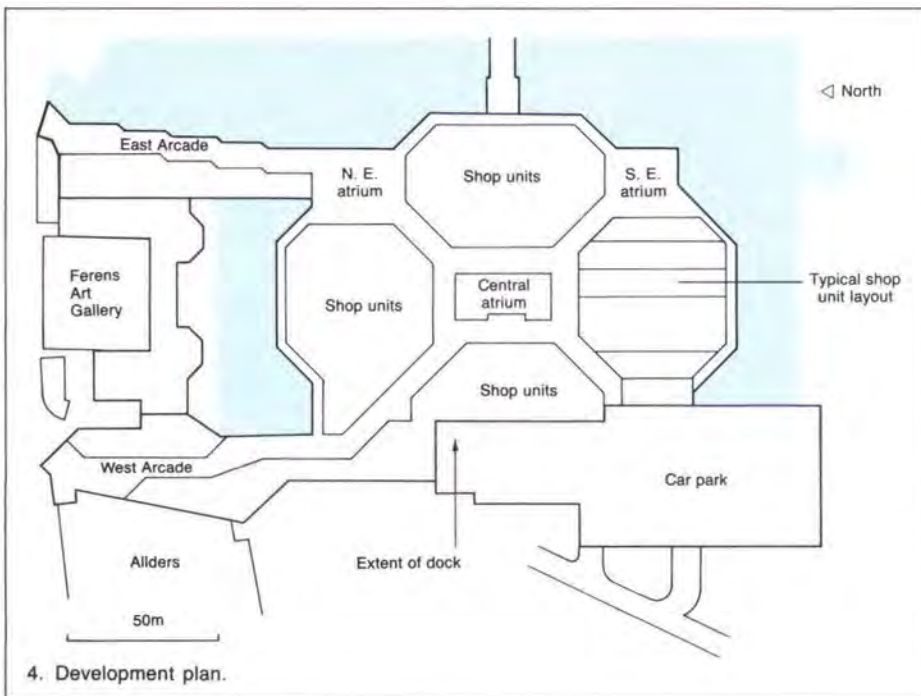 ◁ North
East Arcade
N. E.
atrium
Shop units
S. E.
atrium
Ferens
Art
Gallery
Shop units
Central
atrium
Typical shop
unit layout
Shop units
West Arcade
Car park
Allders
Extent of dock
50m
4. Development plan.